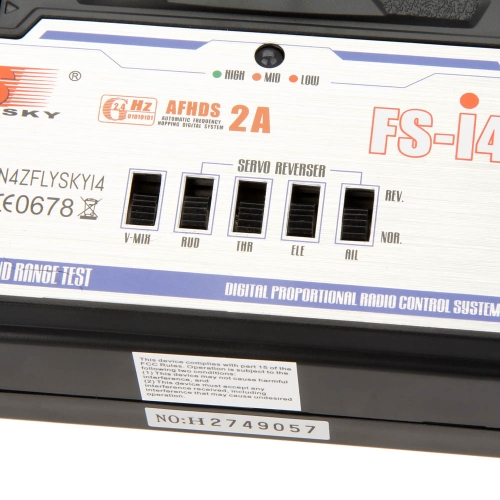 HIGH MID LOW
®
SKY
2.4 GHz
01010101
AFHDS 2A
AUTOMATIC FREQUENCY
HOPPING DIGITAL SYSTEM
FS-i4
N4ZFLYSKYI4
CE0678
SERVO REVERSER
REV.
NOR.
V-MIX RUD THR ELE AIL
RANGE TEST
DIGITAL PROPORTIONAL RADIO CONTROL SYSTEM
This device complies with part 15 of the
FCC Rules. Operation is subject to the
following two conditions:
(1) This device may not cause harmful
interference, and
(2) This device must accept any
interference received, including
interference that may cause undesired
operation.
NO:H2749057